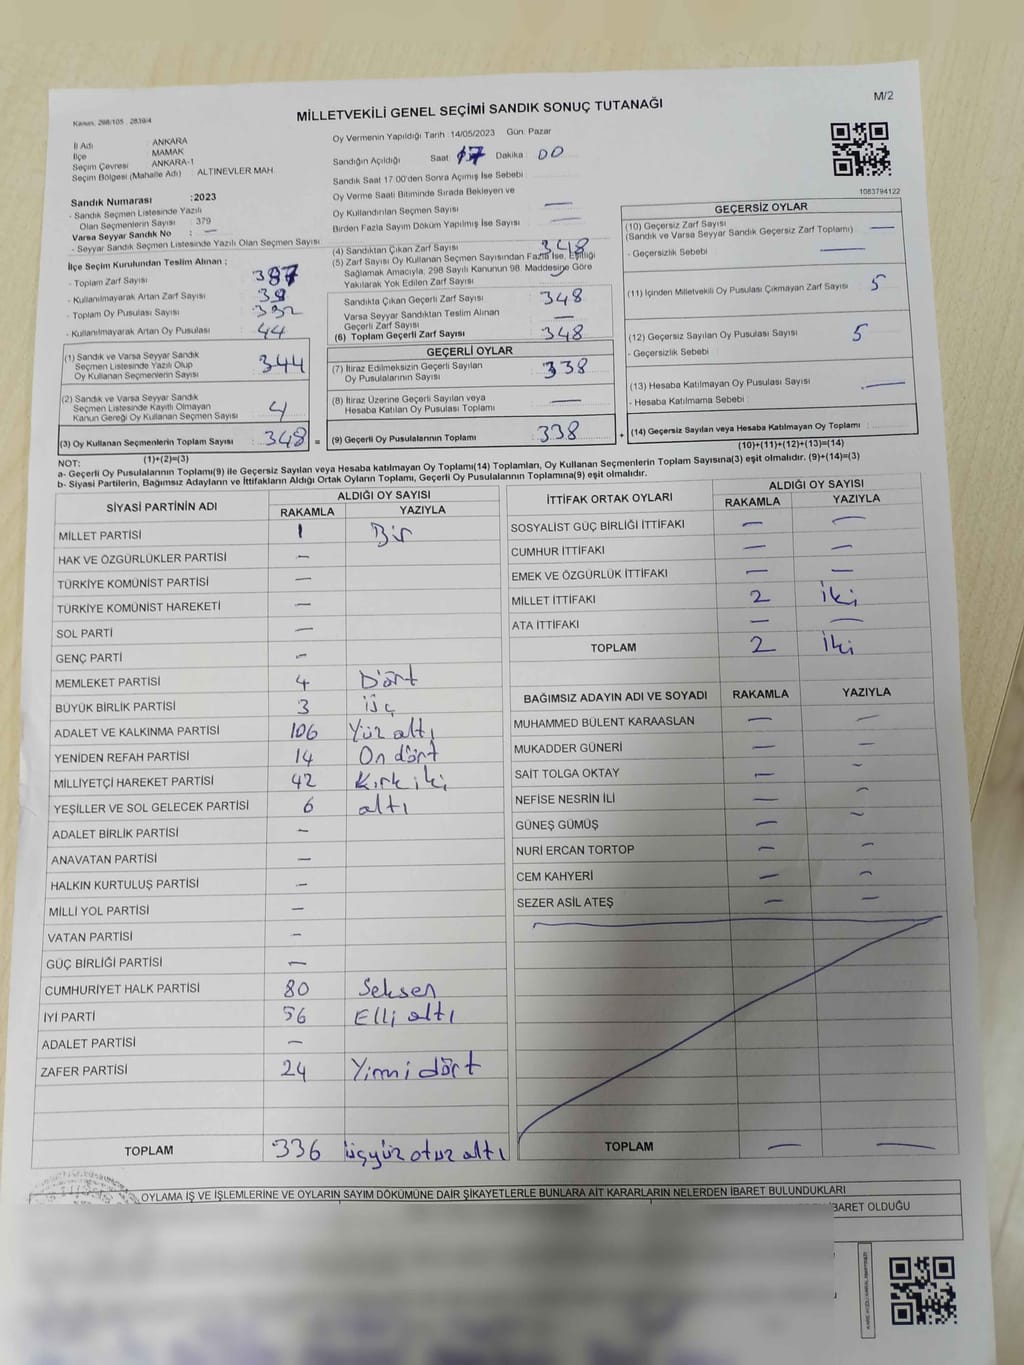 Kanun. 298/105 . 2839/4
MİLLETVEKİLİ GENEL SEÇİMİ SANDIK SONUÇ TUTANAĞI
M/2
İl Adı ANKARA
İlçe MAMAK
Seçim Çevresi ANKARA-1
Seçim Bölgesi (Mahalle Adı) : ALTINEVLER MAH.
Oy Vermenin Yapıldığı Tarih : 14/05/2023 Gün: Pazar
Sandığın Açıldığı Saat 17 Dakika 00
Sandık Saat 17:00'den Sonra Açılmış İse Sebebi
Oy Verme Saati Bitiminde Sırada Bekleyen ve
Oy Kullandırılan Seçmen Sayısı —
Birden Fazla Sayım Döküm Yapılmış İse Sayısı —
1083794122
Sandık Numarası :2023
- Sandık Seçmen Listesinde Yazılı
Olan Seçmenlerin Sayısı : 379
Varsa Seyyar Sandık No : —
- Seyyar Sandık Seçmen Listesinde Yazılı Olan Seçmen Sayısı
İlçe Seçim Kurulundan Teslim Alınan ;
- Toplam Zarf Sayısı 387
- Kullanılmayarak Artan Zarf Sayısı 39
- Toplam Oy Pusulası Sayısı
- Kullanılmayarak Artan Oy Pusulası 44
(1) Sandık ve Varsa Seyyar Sandık
Seçmen Listesinde Yazılı Olup
Oy Kullanan Seçmenlerin Sayısı 344
(2) Sandık ve Varsa Seyyar Sandık
Seçmen Listesinde Kayıtlı Olmayan
Kanun Gereği Oy Kullanan Seçmen Sayısı 4
(3) Oy Kullanan Seçmenlerin Toplam Sayısı : 348 =
(1)+(2)=(3)
(4) Sandıktan Çıkan Zarf Sayısı 348
(5) Zarf Sayısı Oy Kullanan Seçmen Sayısından Fazla İse, Eşitliği
Sağlamak Amacıyla, 298 Sayılı Kanunun 98. Maddesine Göre
Yakılarak Yok Edilen Zarf Sayısı
Sandıkta Çıkan Geçerli Zarf Sayısı 348
Varsa Seyyar Sandıktan Teslim Alınan
Geçerli Zarf Sayısı —
(6) Toplam Geçerli Zarf Sayısı 348
GEÇERLİ OYLAR
(7) İtiraz Edilmeksizin Geçerli Sayılan
Oy Pusulalarının Sayısı 338
(8) İtiraz Üzerine Geçerli Sayılan veya
Hesaba Katılan Oy Pusulası Toplamı —
(9) Geçerli Oy Pusulalarının Toplamı 338 +
GEÇERSİZ OYLAR
(10) Geçersiz Zarf Sayısı
(Sandık ve Varsa Seyyar Sandık Geçersiz Zarf Toplamı) —
- Geçersizlik Sebebi —
(11) İçinden Milletvekili Oy Pusulası Çıkmayan Zarf Sayısı 5
(12) Geçersiz Sayılan Oy Pusulası Sayısı 5
- Geçersizlik Sebebi
(13) Hesaba Katılmayan Oy Pusulası Sayısı —
- Hesaba Katılmama Sebebi :
(14) Geçersiz Sayılan veya Hesaba Katılmayan Oy Toplamı :
(10)+(11)+(12)+(13)=(14)
NOT:
a- Geçerli Oy Pusulalarının Toplamı(9) ile Geçersiz Sayılan veya Hesaba katılmayan Oy Toplamı(14) Toplamları, Oy Kullanan Seçmenlerin Toplam Sayısına(3) eşit olmalıdır. (9)+(14)=(3)
b- Siyasi Partilerin, Bağımsız Adayların ve İttifakların Aldığı Ortak Oyların Toplamı, Geçerli Oy Pusulalarının Toplamına(9) eşit olmalıdır.
SİYASİ PARTİNİN ADI ALDIĞI OY SAYISI
RAKAMLA YAZIYLA
MİLLET PARTİSİ 1 Bir
HAK VE ÖZGÜRLÜKLER PARTİSİ —
TÜRKİYE KOMÜNİST PARTİSİ —
TÜRKİYE KOMÜNİST HAREKETİ —
SOL PARTİ —
GENÇ PARTİ —
MEMLEKET PARTİSİ 4 Dört
BÜYÜK BİRLİK PARTİSİ 3 üç
ADALET VE KALKINMA PARTİSİ 106 Yüz altı
YENİDEN REFAH PARTİSİ 14 On dört
MİLLİYETÇİ HAREKET PARTİSİ 42 Kırk iki
YEŞİLLER VE SOL GELECEK PARTİSİ 6 altı
ADALET BİRLİK PARTİSİ —
ANAVATAN PARTİSİ —
HALKIN KURTULUŞ PARTİSİ —
MİLLİ YOL PARTİSİ —
VATAN PARTİSİ —
GÜÇ BİRLİĞİ PARTİSİ —
CUMHURİYET HALK PARTİSİ 80 Seksen
İYİ PARTİ 56 Elli altı
ADALET PARTİSİ —
ZAFER PARTİSİ 24 Yirmi dört
TOPLAM 336 üçyüz otuz altı
İTTİFAK ORTAK OYLARI ALDIĞI OY SAYISI
RAKAMLA YAZIYLA
SOSYALİST GÜÇ BİRLİĞİ İTTİFAKI — —
CUMHUR İTTİFAKI — —
EMEK VE ÖZGÜRLÜK İTTİFAKI — —
MİLLET İTTİFAKI 2 iki
ATA İTTİFAKI — —
TOPLAM 2 iki
BAĞIMSIZ ADAYIN ADI VE SOYADI RAKAMLA YAZIYLA
MUHAMMED BÜLENT KARAASLAN — —
MUKADDER GÜNERİ — —
SAİT TOLGA OKTAY — —
NEFİSE NESRİN İLİ — —
GÜNEŞ GÜMÜŞ — —
NURİ ERCAN TORTOP — —
CEM KAHYERİ — —
SEZER ASİL ATEŞ — —
TOPLAM — —
OYLAMA İŞ VE İŞLEMLERİNE VE OYLARIN SAYIM DÖKÜMÜNE DAİR ŞİKAYETLERLE BUNLARA AİT KARARLARIN NELERDEN İBARET BULUNDUKLARI
İBARET OLDUĞU